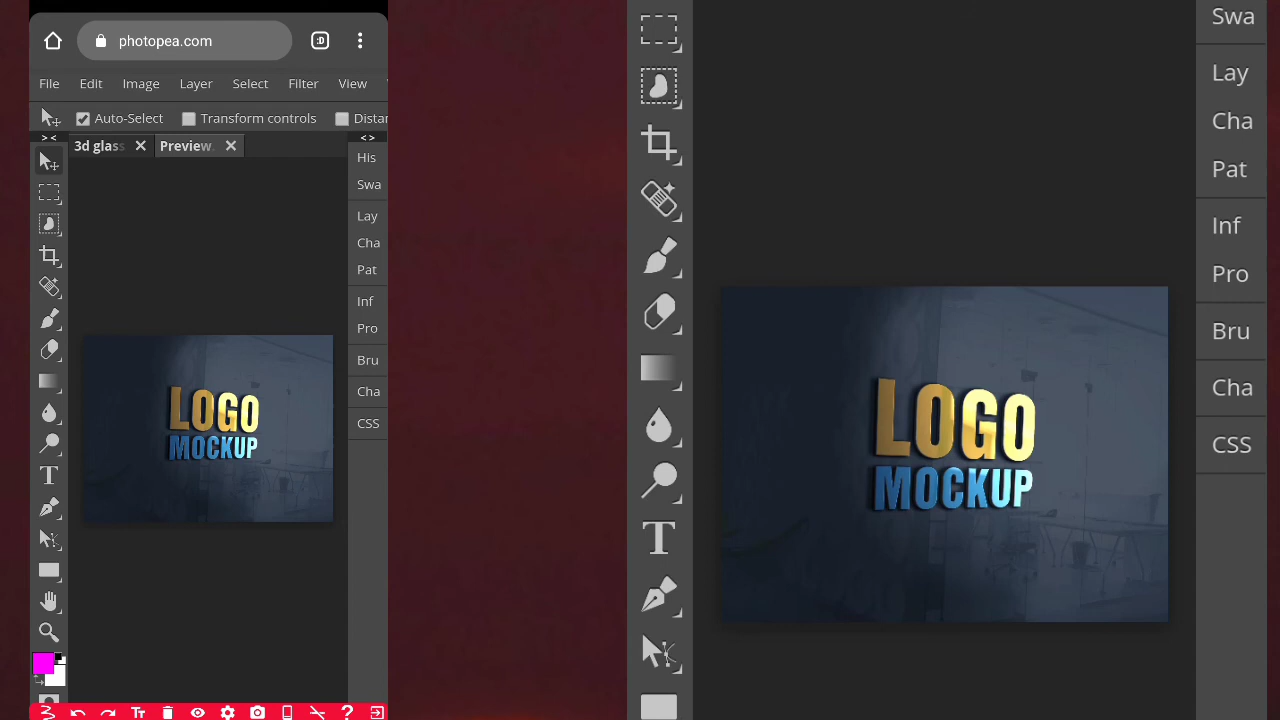 photopea.com
:D
File Edit Image Layer Select Filter View
Auto-Select Transform controls Distan
> < 3d glass Preview. < >
His
Swa
Lay
Cha
Pat
Inf
Pro
Bru
Cha
CSS
LOGO
MOCKUP
T
Tr ?
Swa
Lay
Cha
Pat
Inf
Pro
Bru
Cha
CSS
LOGO
MOCKUP
T